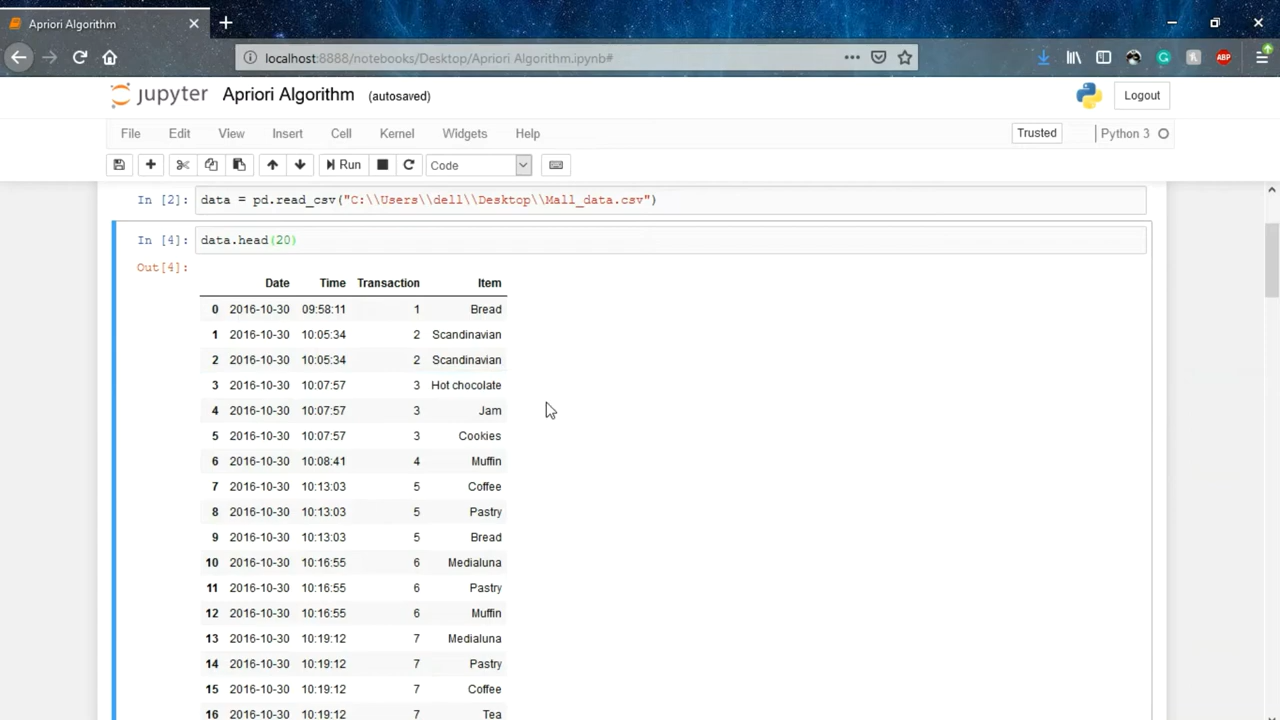 Apriori Algorithm
localhost:8888/notebooks/Desktop/Apriori Algorithm.ipynb#
ABP
jupyter Apriori Algorithm (autosaved) Logout
File Edit View Insert Cell Kernel Widgets Help Trusted Python 3
Run Code
In [2]: data = pd.read_csv("C:\\Users\\dell\\Desktop\\Mall_data.csv")
In [4]: data.head(20)
Out[4]:
Date Time Transaction Item
0 2016-10-30 09:58:11 1 Bread
1 2016-10-30 10:05:34 2 Scandinavian
2 2016-10-30 10:05:34 2 Scandinavian
3 2016-10-30 10:07:57 3 Hot chocolate
4 2016-10-30 10:07:57 3 Jam
5 2016-10-30 10:07:57 3 Cookies
6 2016-10-30 10:08:41 4 Muffin
7 2016-10-30 10:13:03 5 Coffee
8 2016-10-30 10:13:03 5 Pastry
9 2016-10-30 10:13:03 5 Bread
10 2016-10-30 10:16:55 6 Medialuna
11 2016-10-30 10:16:55 6 Pastry
12 2016-10-30 10:16:55 6 Muffin
13 2016-10-30 10:19:12 7 Medialuna
14 2016-10-30 10:19:12 7 Pastry
15 2016-10-30 10:19:12 7 Coffee
16 2016-10-30 10:19:12 7 Tea